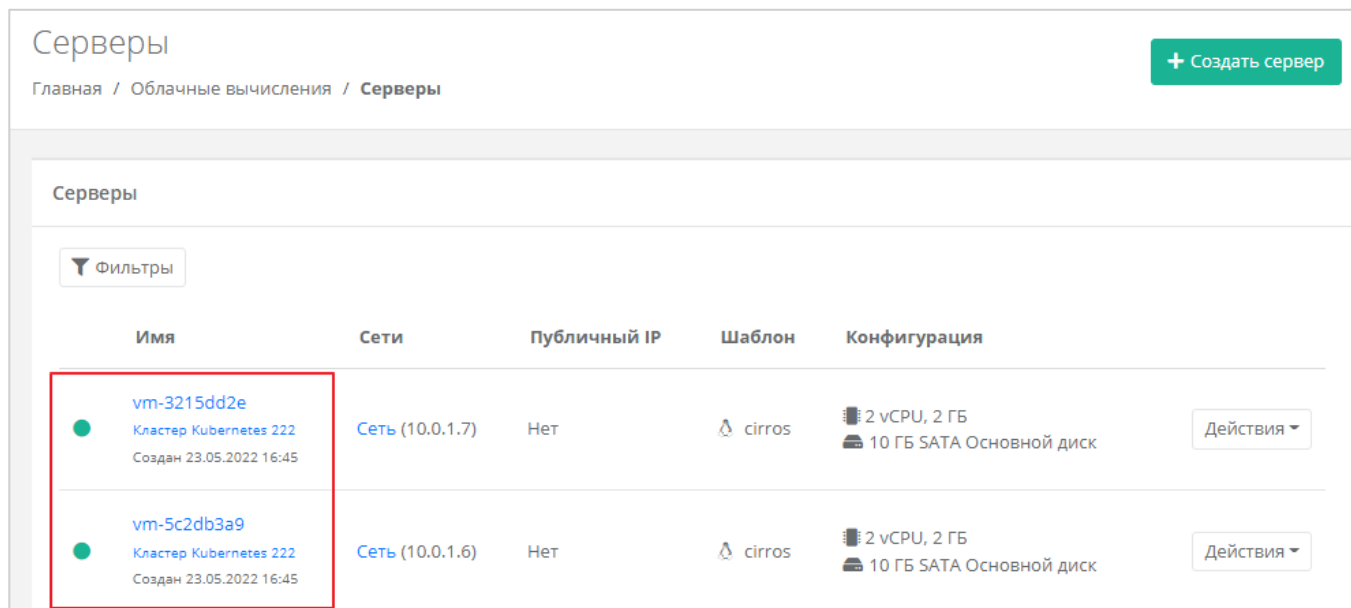 Серверы
+ Создать сервер
Главная / Облачные вычисления / Серверы
Серверы
Фильтры
Имя Сети Публичный IP Шаблон Конфигурация
vm-3215dd2e
Кластер Kubernetes 222
Создан 23.05.2022 16:45
Сеть (10.0.1.7) Нет cirros
2 vCPU, 2 ГБ
10 ГБ SATA Основной диск
Действия
vm-5c2db3a9
Кластер Kubernetes 222
Создан 23.05.2022 16:45
Сеть (10.0.1.6) Нет cirros
2 vCPU, 2 ГБ
10 ГБ SATA Основной диск
Действия